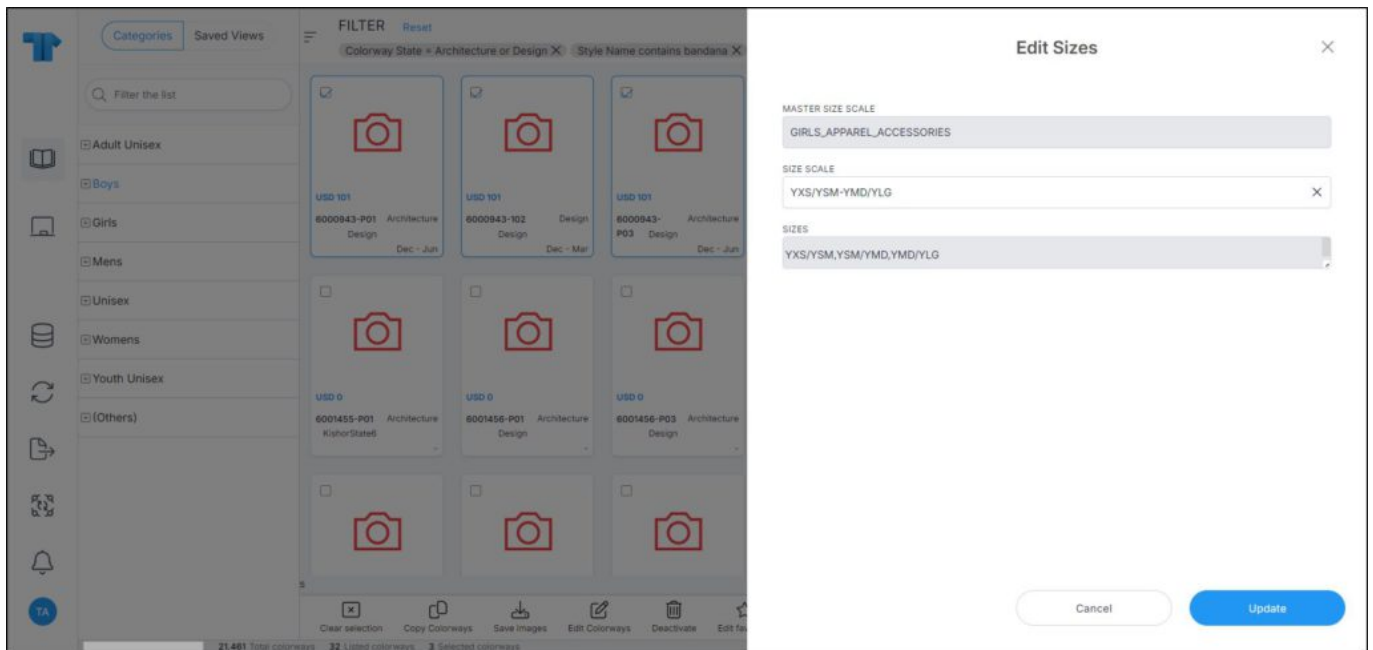 Categories
Saved Views
FILTER Reset
Colorway State = Architecture or Design X Style Name contains bandana X
Filter the list
Adult Unisex
Boys
Girls
Mens
Unisex
Womens
Youth Unisex
(Others)
USD 101
6000943-P01 Architecture
Design
Dec - Jun
USD 101
6000943-102 Design
Design
Dec - Mar
USD 101
6000943- Architecture
P03 Design
Dec - Jun
USD 0
6001455-P01 Architecture
KishorState6
-
USD 0
6001456-P01 Architecture
Design
-
USD 0
6001456-P03 Architecture
Design
-
Clear selection
Copy Colorways
Save images
Edit Colorways
Deactivate
Edit fav
TA
21.461 Total colorways 32 Listed colorways 3 Selected colorways
Edit Sizes
MASTER SIZE SCALE
GIRLS_APPAREL_ACCESSORIES
SIZE SCALE
YXS/YSM-YMD/YLG
SIZES
YXS/YSM,YSM/YMD,YMD/YLG
Cancel
Update